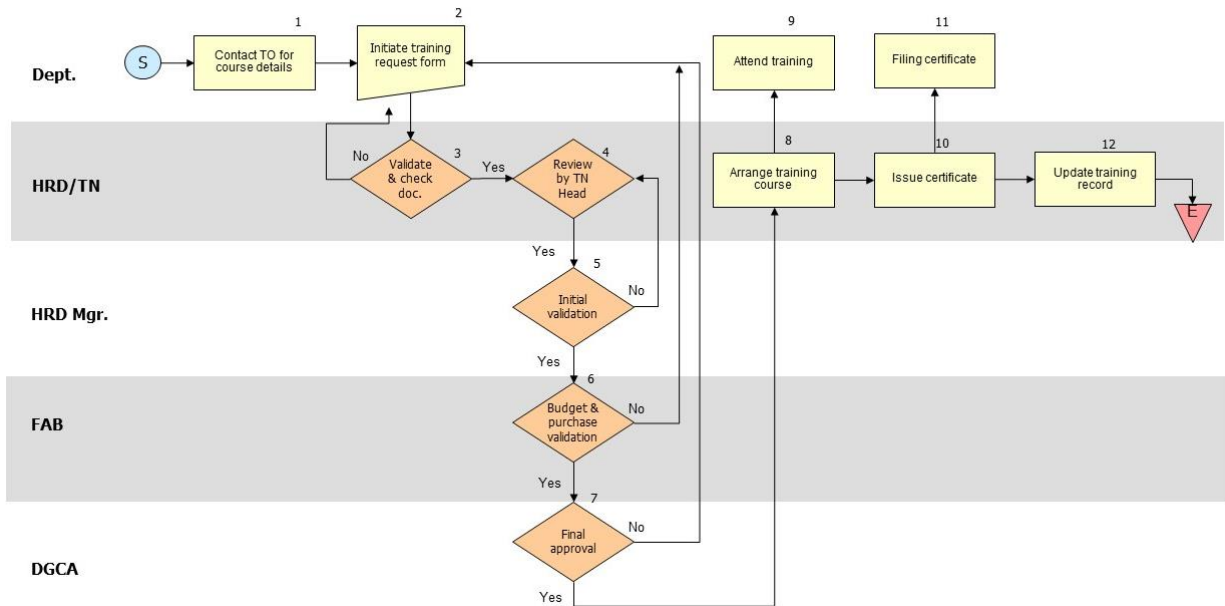 1
2
9
11
S
Contact TO for
course details
Initiate training
request form
Attend training
Filing certificate
Dept.
No
Validate
& check
doc.
3
Yes
Review
by TN
Head
4
8
Arrange training
course
10
Issue certificate
12
Update training
record
E
HRD/TN
Yes
5
Initial
validation
No
HRD Mgr.
Yes
6
Budget &
purchase
validation
No
FAB
Yes
7
Final
approval
No
DGCA
Yes